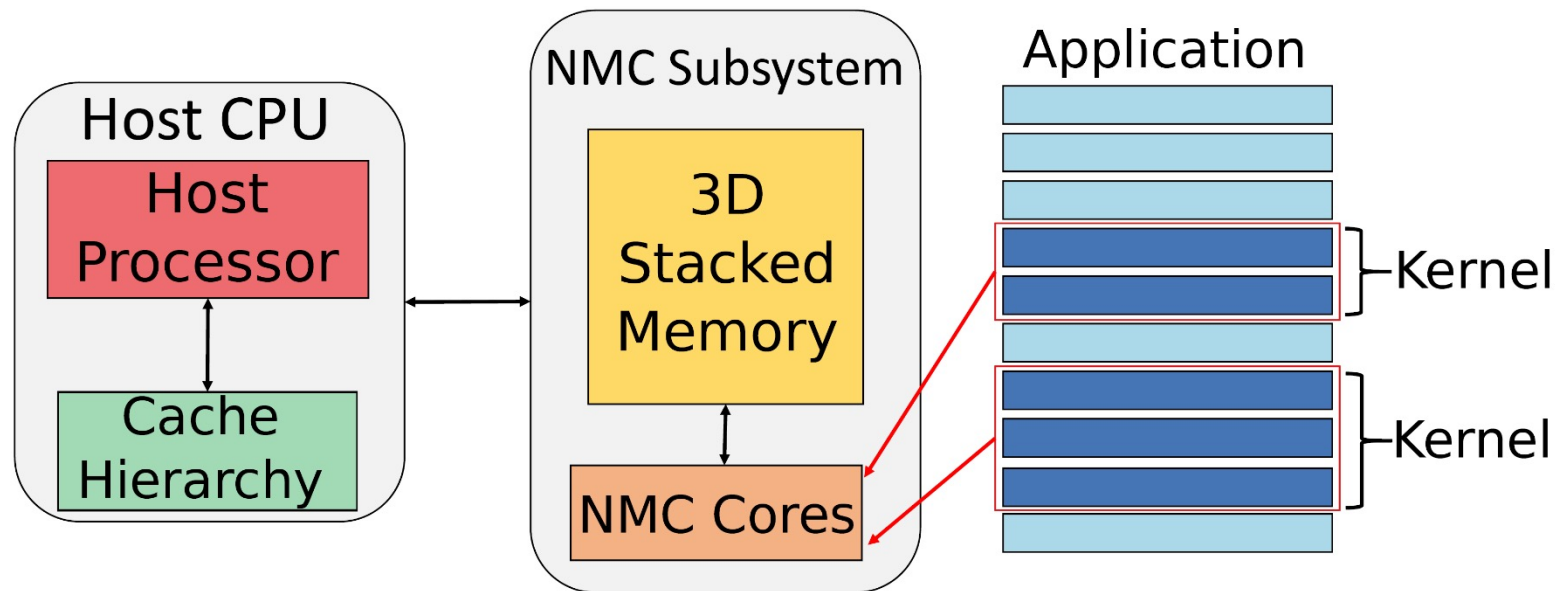 Host CPU
Host
Processor
Cache
Hierarchy
NMC Subsystem
3D
Stacked
Memory
NMC Cores
Application
Kernel
Kernel